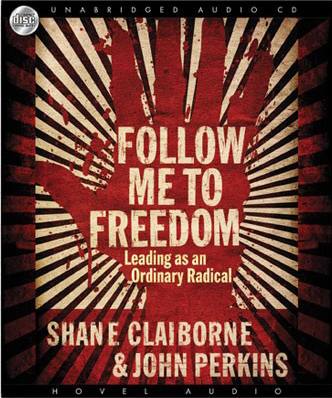 UNABRIDGED AUDIO CD
disc
FOLLOW
ME TO
FREEDOM
Leading as an
Ordinary Radical
SHANE CLAIBORNE
& JOHN PERKINS
HOVEL AUDIO